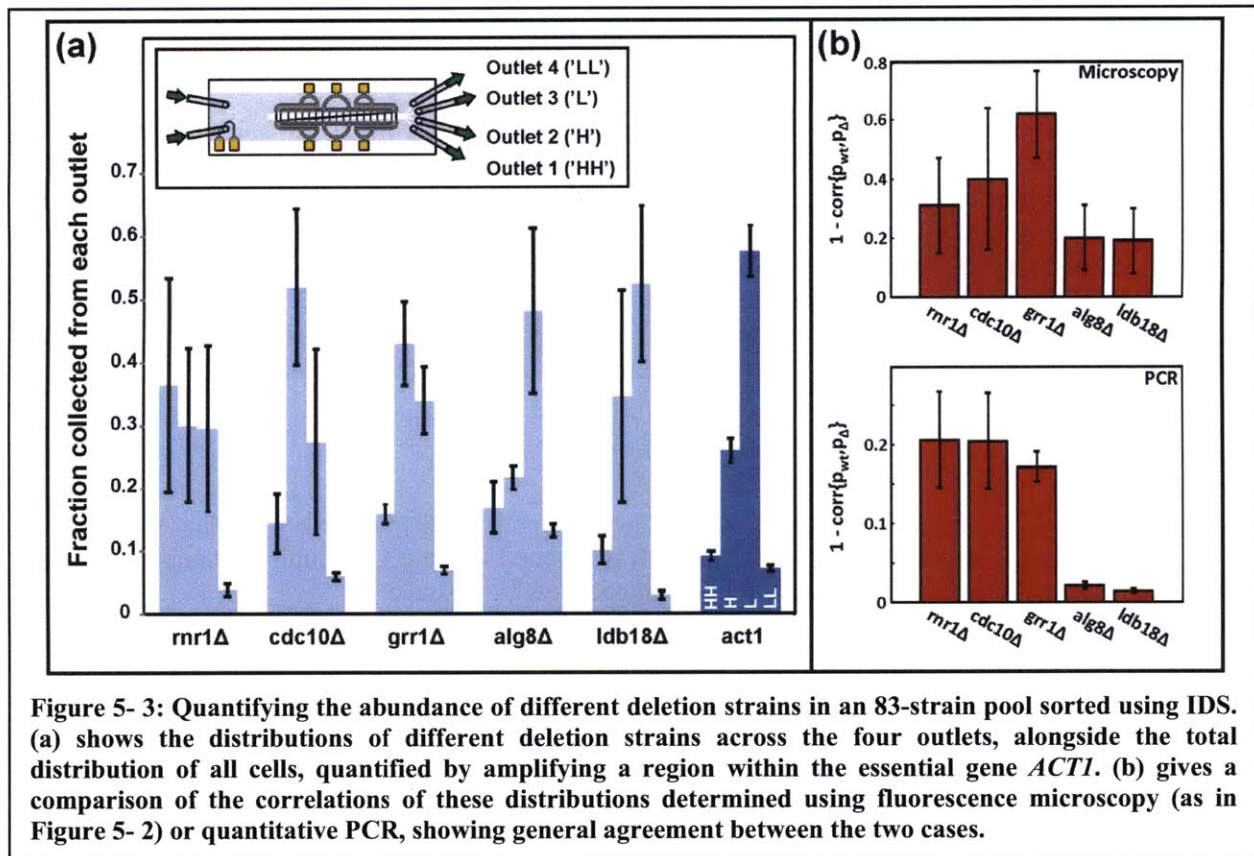 (a)
Outlet 4 ('LL')
Outlet 3 ('L')
Outlet 2 ('H')
Outlet 1 ('HH')
Fraction collected from each outlet
0.7
0.6
0.5
0.4
0.3
0.2
0.1
0
HH
H
L
LL
rnr1Δ
cdc10Δ
grr1Δ
alg8Δ
ldb18Δ
act1
(b)
Microscopy
1 - corr{pwt,pΔ}
0.8
0.6
0.4
0.2
0
rnr1Δ
cdc10Δ
grr1Δ
alg8Δ
ldb18Δ
PCR
1 - corr{pwt,pΔ}
0.2
0.1
0
rnr1Δ
cdc10Δ
grr1Δ
alg8Δ
ldb18Δ
Figure 5- 3: Quantifying the abundance of different deletion strains in an 83-strain pool sorted using IDS.
(a) shows the distributions of different deletion strains across the four outlets, alongside the total
distribution of all cells, quantified by amplifying a region within the essential gene ACT1. (b) gives a
comparison of the correlations of these distributions determined using fluorescence microscopy (as in
Figure 5- 2) or quantitative PCR, showing general agreement between the two cases.